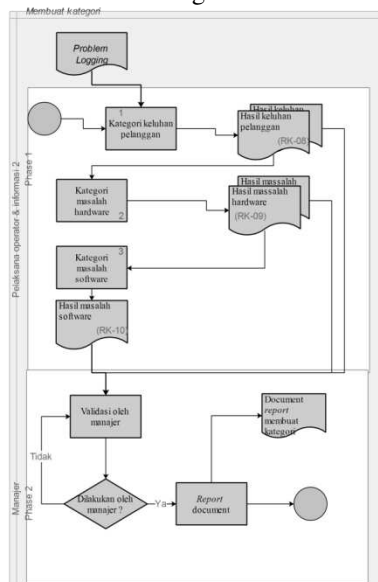 Membuat kategori
Problem
Logging
1
Kategori keluhan
pelanggan
Hasil keluhan
Hasil keluhan
pelanggan
(RK-08)
Phase 1
Pelaksana operator & informasi 2
Kategori
masalah
hardware
2
Hasil massalah
Hasil massalah
hardware
(RK-09)
3
Kategori
masalah
software
Hasil masalah
software
(RK-10)
Validasi oleh
manajer
Document
report
membuat
kategori
Tidak
Manajer
Phase 2
Dilakukan oleh
manajer ?
Ya
Report
document